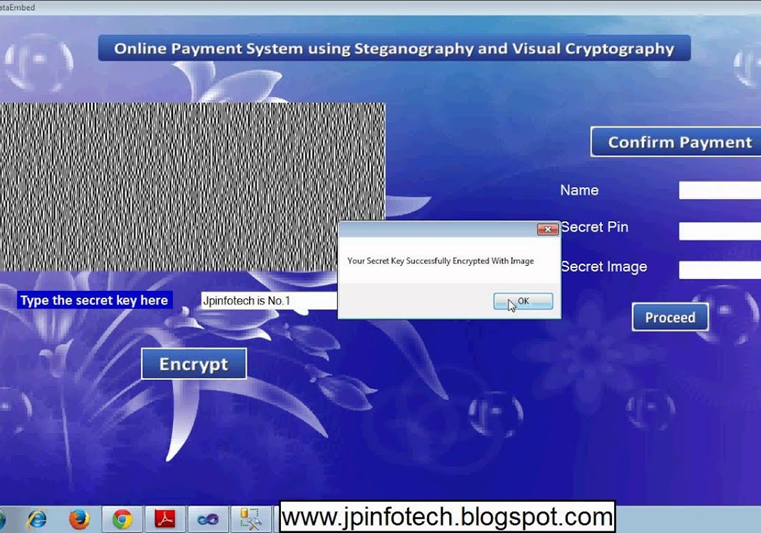 ataEmbed
Online Payment System using Steganography and Visual Cryptography
Confirm Payment
Name
Secret Pin
Secret Image
Your Secret Key Successfully Encrypted With Image
OK
Type the secret key here
Jpinfotech is No.1
Proceed
Encrypt
www.jpinfotech.blogspot.com